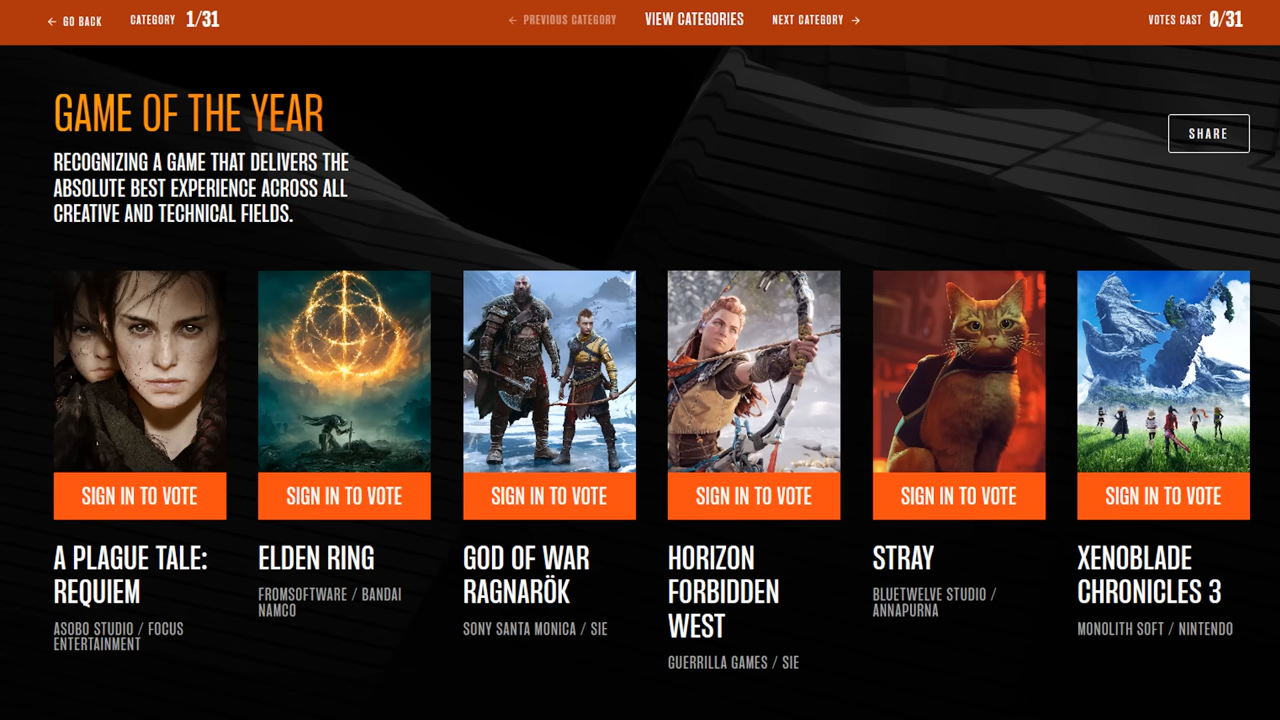 ← GO BACK
CATEGORY 1/31
← PREVIOUS CATEGORY
VIEW CATEGORIES
NEXT CATEGORY →
VOTES CAST 0/31
GAME OF THE YEAR
SHARE
RECOGNIZING A GAME THAT DELIVERS THE
ABSOLUTE BEST EXPERIENCE ACROSS ALL
CREATIVE AND TECHNICAL FIELDS.
SIGN IN TO VOTE
A PLAGUE TALE:
REQUIEM
ASOBO STUDIO / FOCUS
ENTERTAINMENT
SIGN IN TO VOTE
ELDEN RING
FROMSOFTWARE / BANDAI
NAMCO
SIGN IN TO VOTE
GOD OF WAR
RAGNARÖK
SONY SANTA MONICA / SIE
SIGN IN TO VOTE
HORIZON
FORBIDDEN
WEST
GUERRILLA GAMES / SIE
SIGN IN TO VOTE
STRAY
BLUETWELVE STUDIO /
ANNAPURNA
SIGN IN TO VOTE
XENOBLADE
CHRONICLES 3
MONOLITH SOFT / NINTENDO